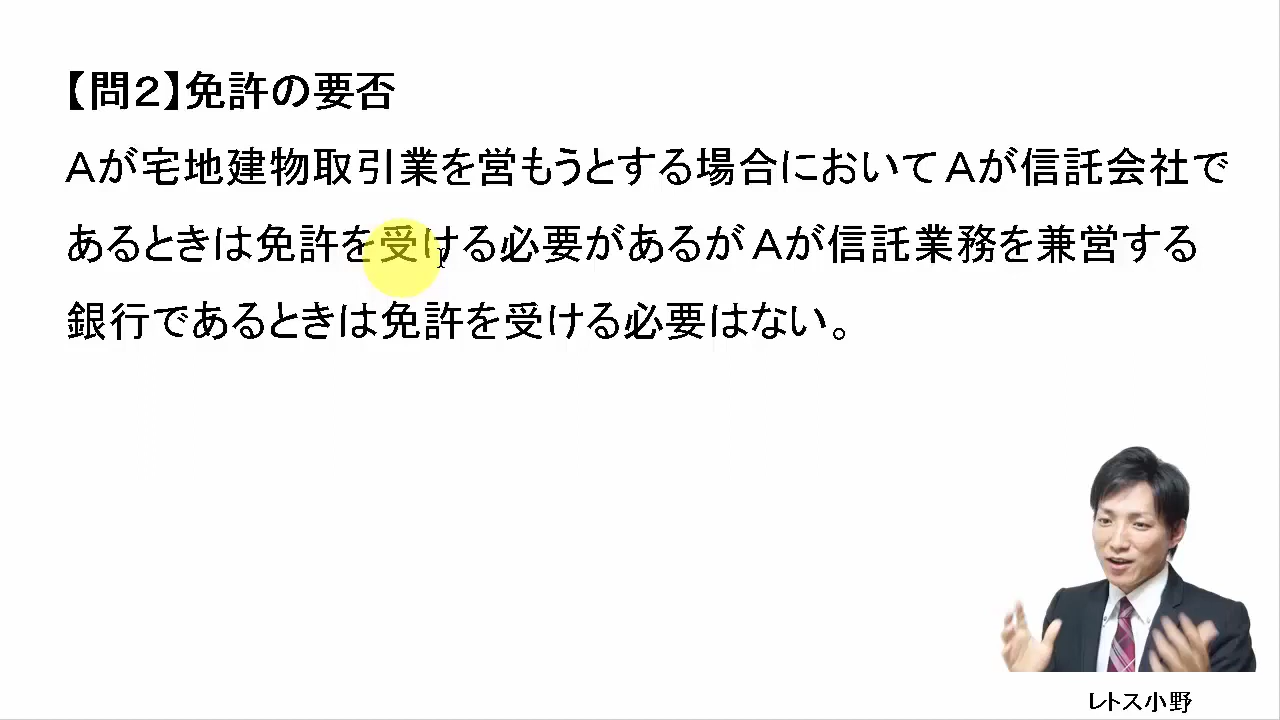 【問２】免許の要否
Ａが宅地建物取引業を営もうとする場合においてＡが信託会社で
あるときは免許を受ける必要があるがＡが信託業務を兼営する
銀行であるときは免許を受ける必要はない。
レトス小野